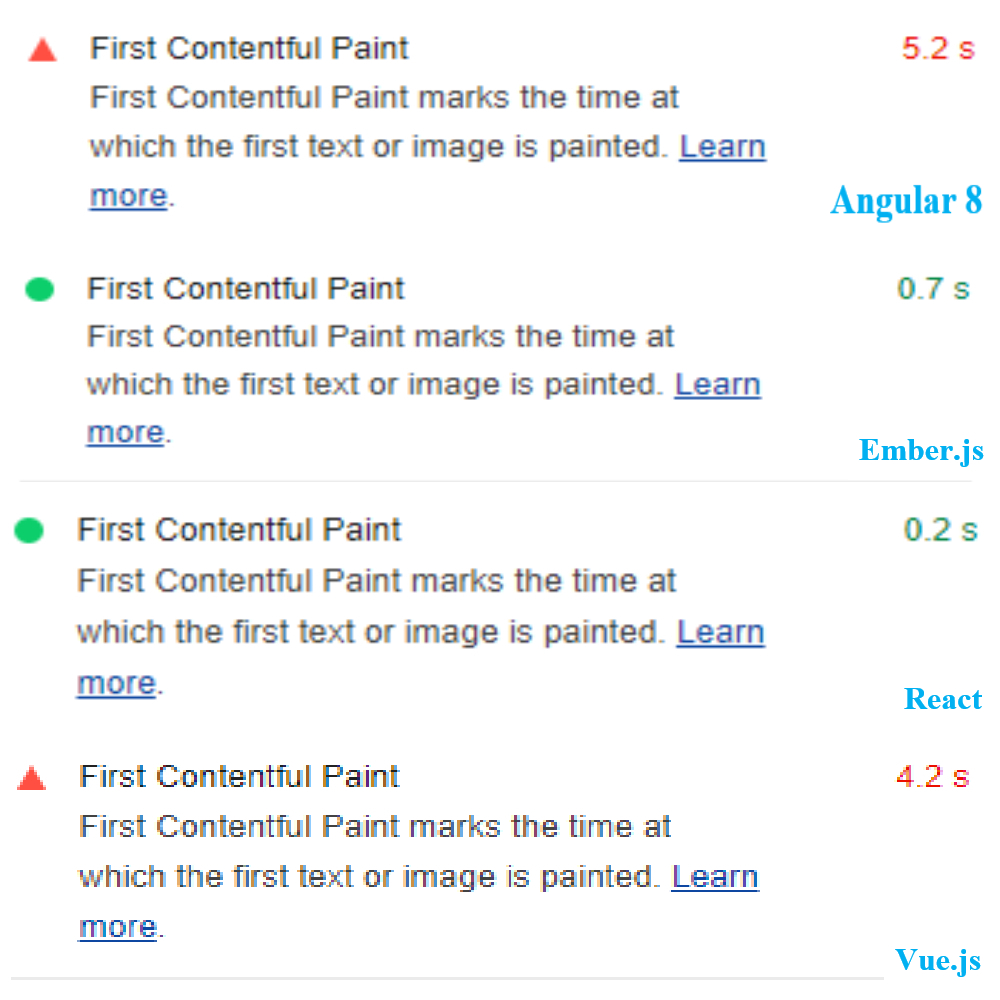 First Contentful Paint 5.2 s
First Contentful Paint marks the time at
which the first text or image is painted. Learn
more.
Angular 8
First Contentful Paint 0.7 s
First Contentful Paint marks the time at
which the first text or image is painted. Learn
more.
Ember.js
First Contentful Paint 0.2 s
First Contentful Paint marks the time at
which the first text or image is painted. Learn
more.
React
First Contentful Paint 4.2 s
First Contentful Paint marks the time at
which the first text or image is painted. Learn
more.
Vue.js